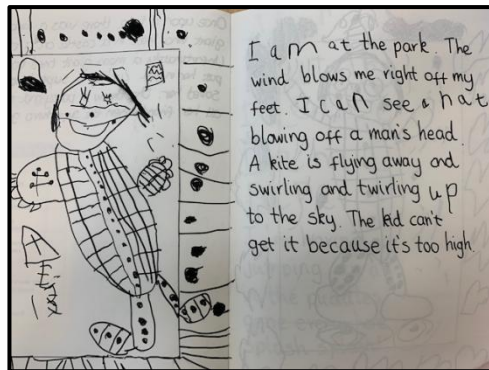 I am at the park. The
wind blows me right off my
feet. I can see a hat
blowing off a man's head.
A kite is flying away and
swirling and twirling up
to the sky. The kid can't
get it because it's too high.